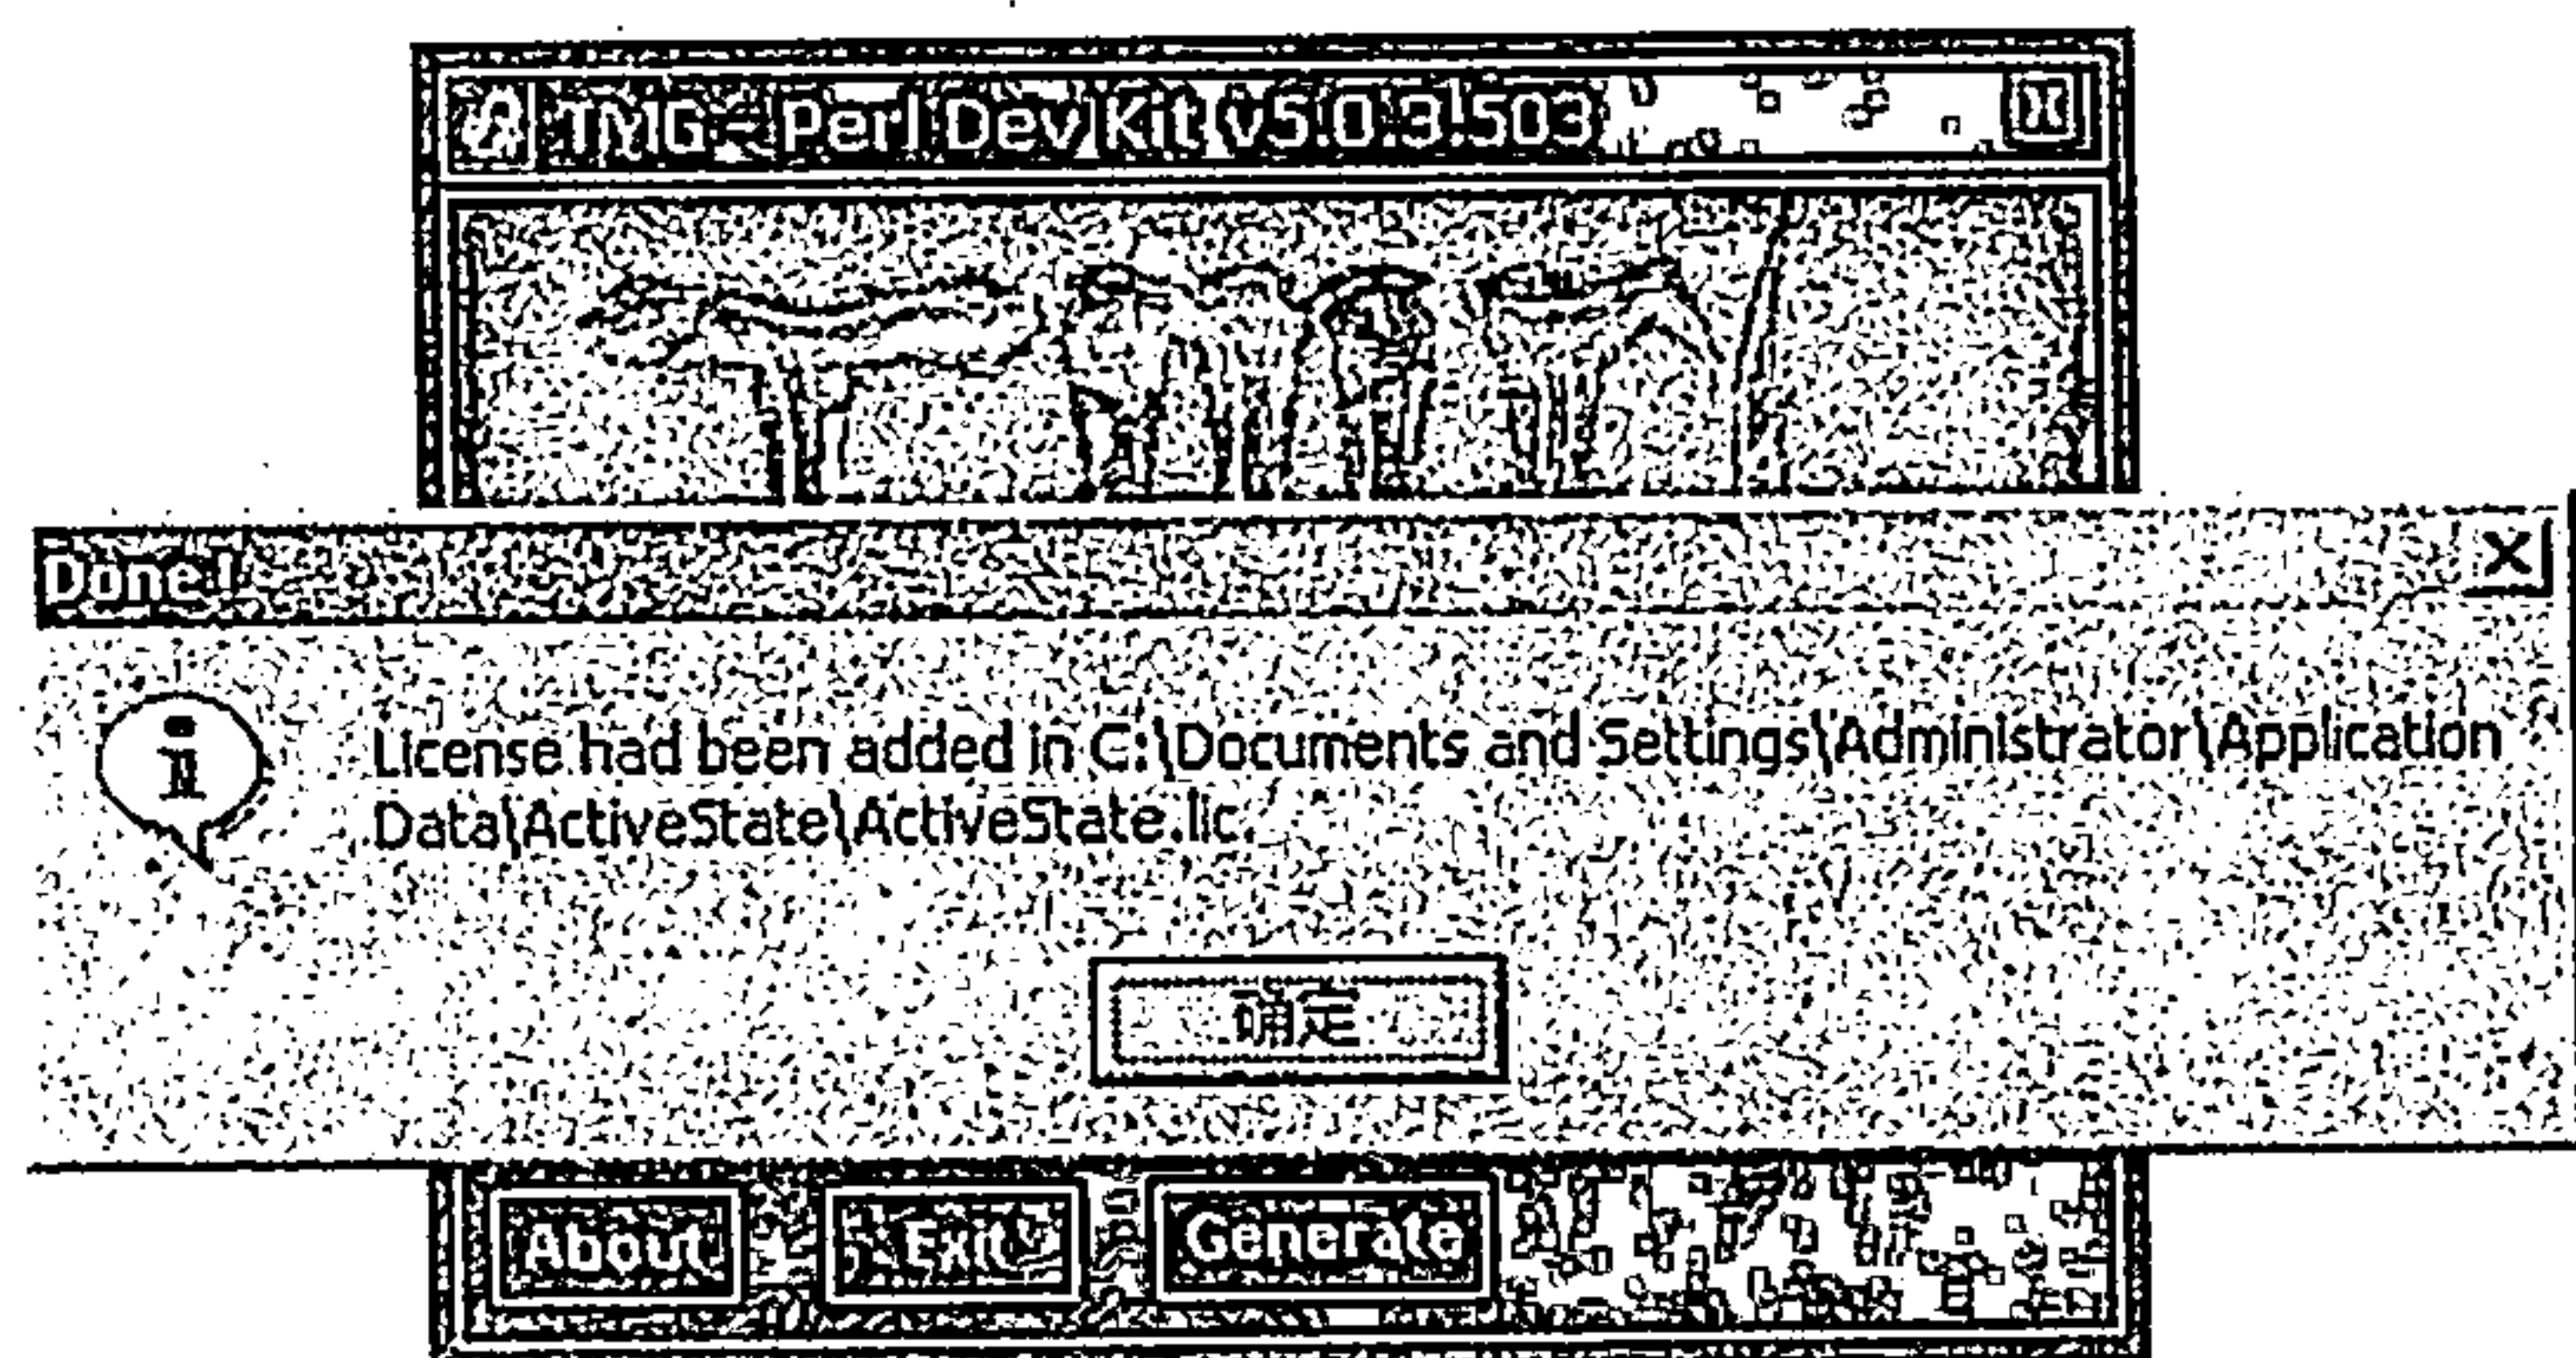 TMG - Perl Dev Kit v5.0.3.503
Done!
License had been added in C:\Documents and Settings\Administrator\Application
Data\ActiveState\ActiveState.lic.
确定
About
Exit
Generate